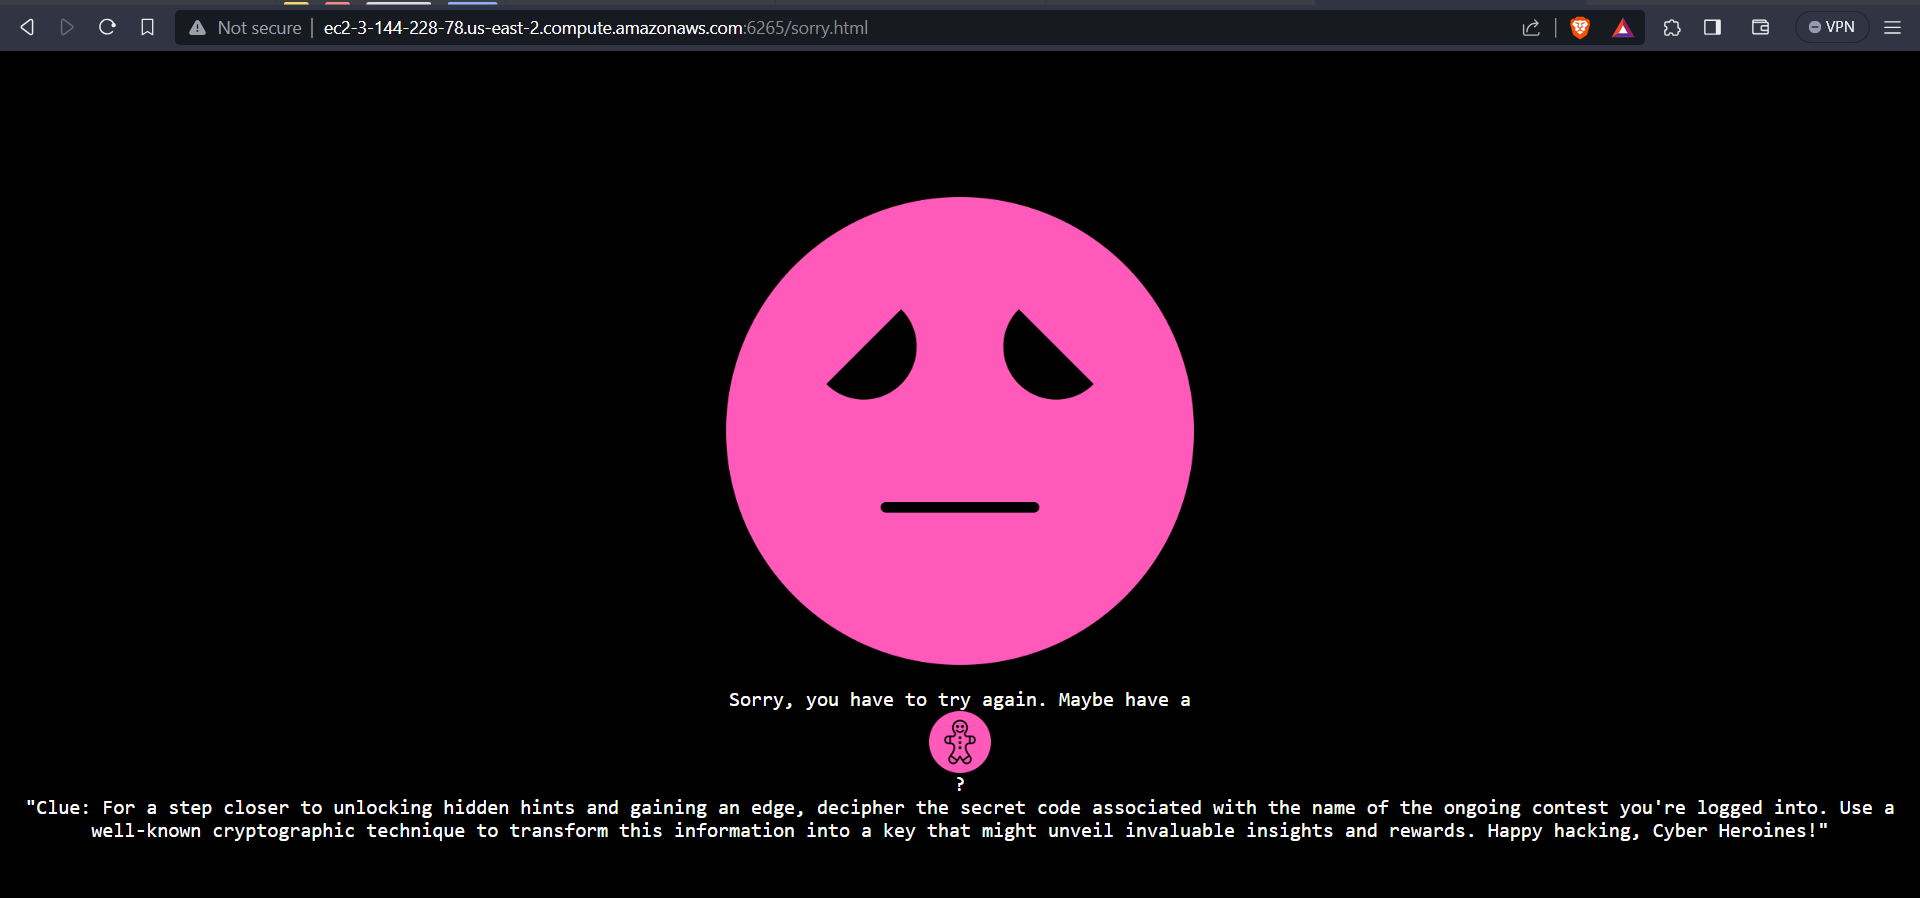 Not secure ec2-3-144-228-78.us-east-2.compute.amazonaws.com:6265/sorry.html VPN
Sorry, you have to try again. Maybe have a
?
"Clue: For a step closer to unlocking hidden hints and gaining an edge, decipher the secret code associated with the name of the ongoing contest you're logged into. Use a
well-known cryptographic technique to transform this information into a key that might unveil invaluable insights and rewards. Happy hacking, Cyber Heroines!"